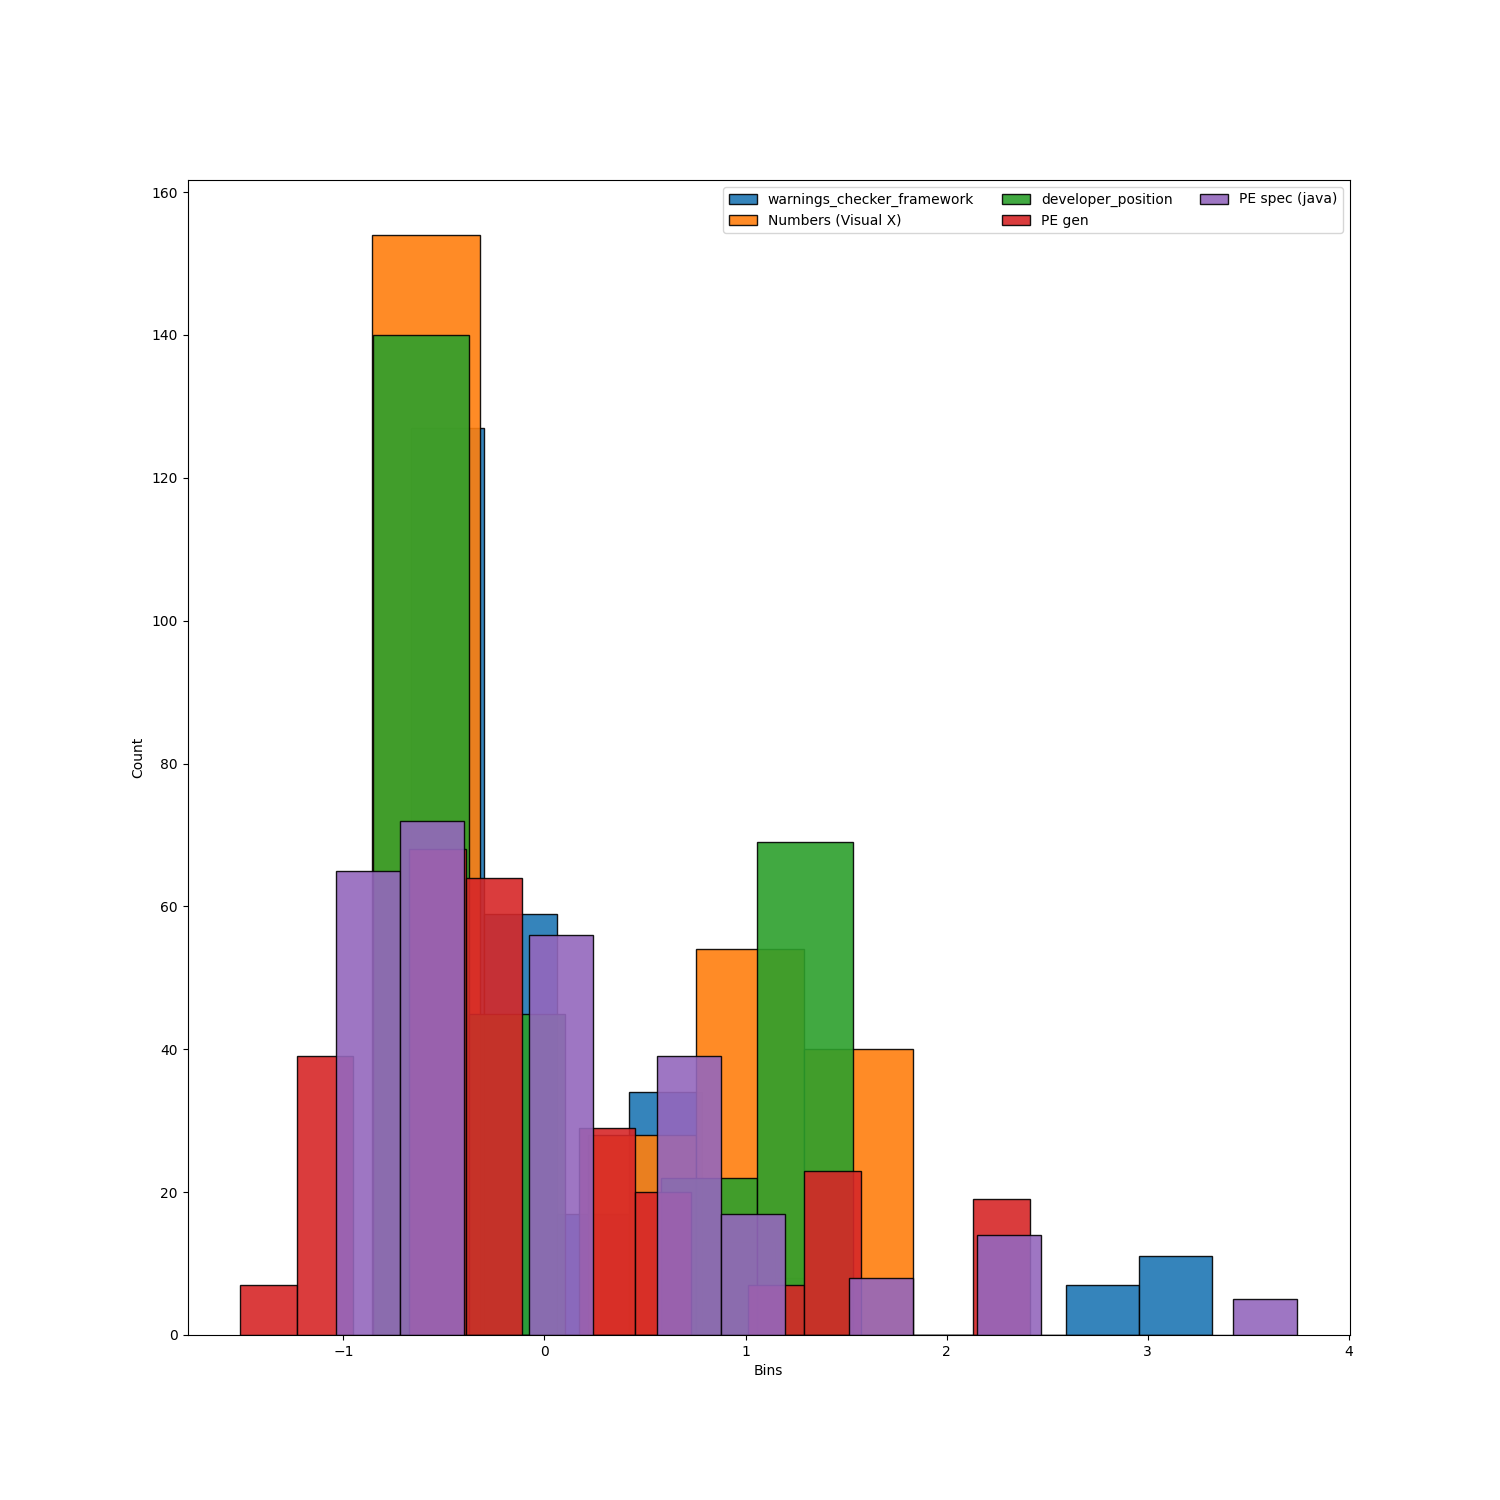 160
140
120
100
80
60
40
20
0
Count
−1
0
1
2
3
4
Bins
warnings_checker_framework
Numbers (Visual X)
developer_position
PE gen
PE spec (java)